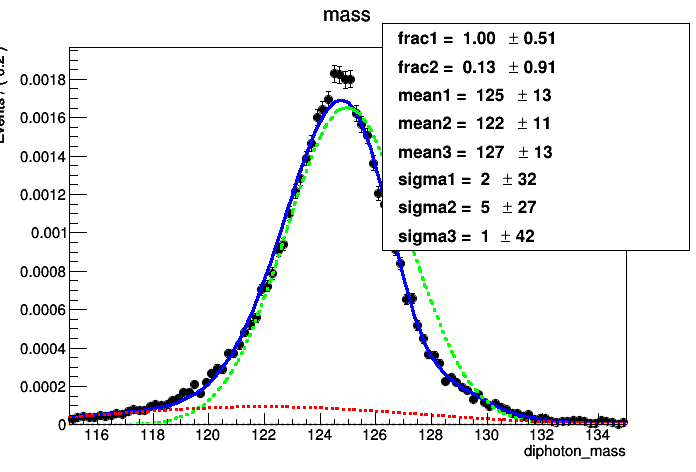 mass
Events / ( 0.2
frac1 = 1.00 ± 0.51
frac2 = 0.13 ± 0.91
mean1 = 125 ± 13
mean2 = 122 ± 11
mean3 = 127 ± 13
sigma1 = 2 ± 32
sigma2 = 5 ± 27
sigma3 = 1 ± 42
0.0018
0.0016
0.0014
0.0012
0.001
0.0008
0.0006
0.0004
0.0002
0
116 118 120 122 124 126 128 130 132 134
diphoton_mass